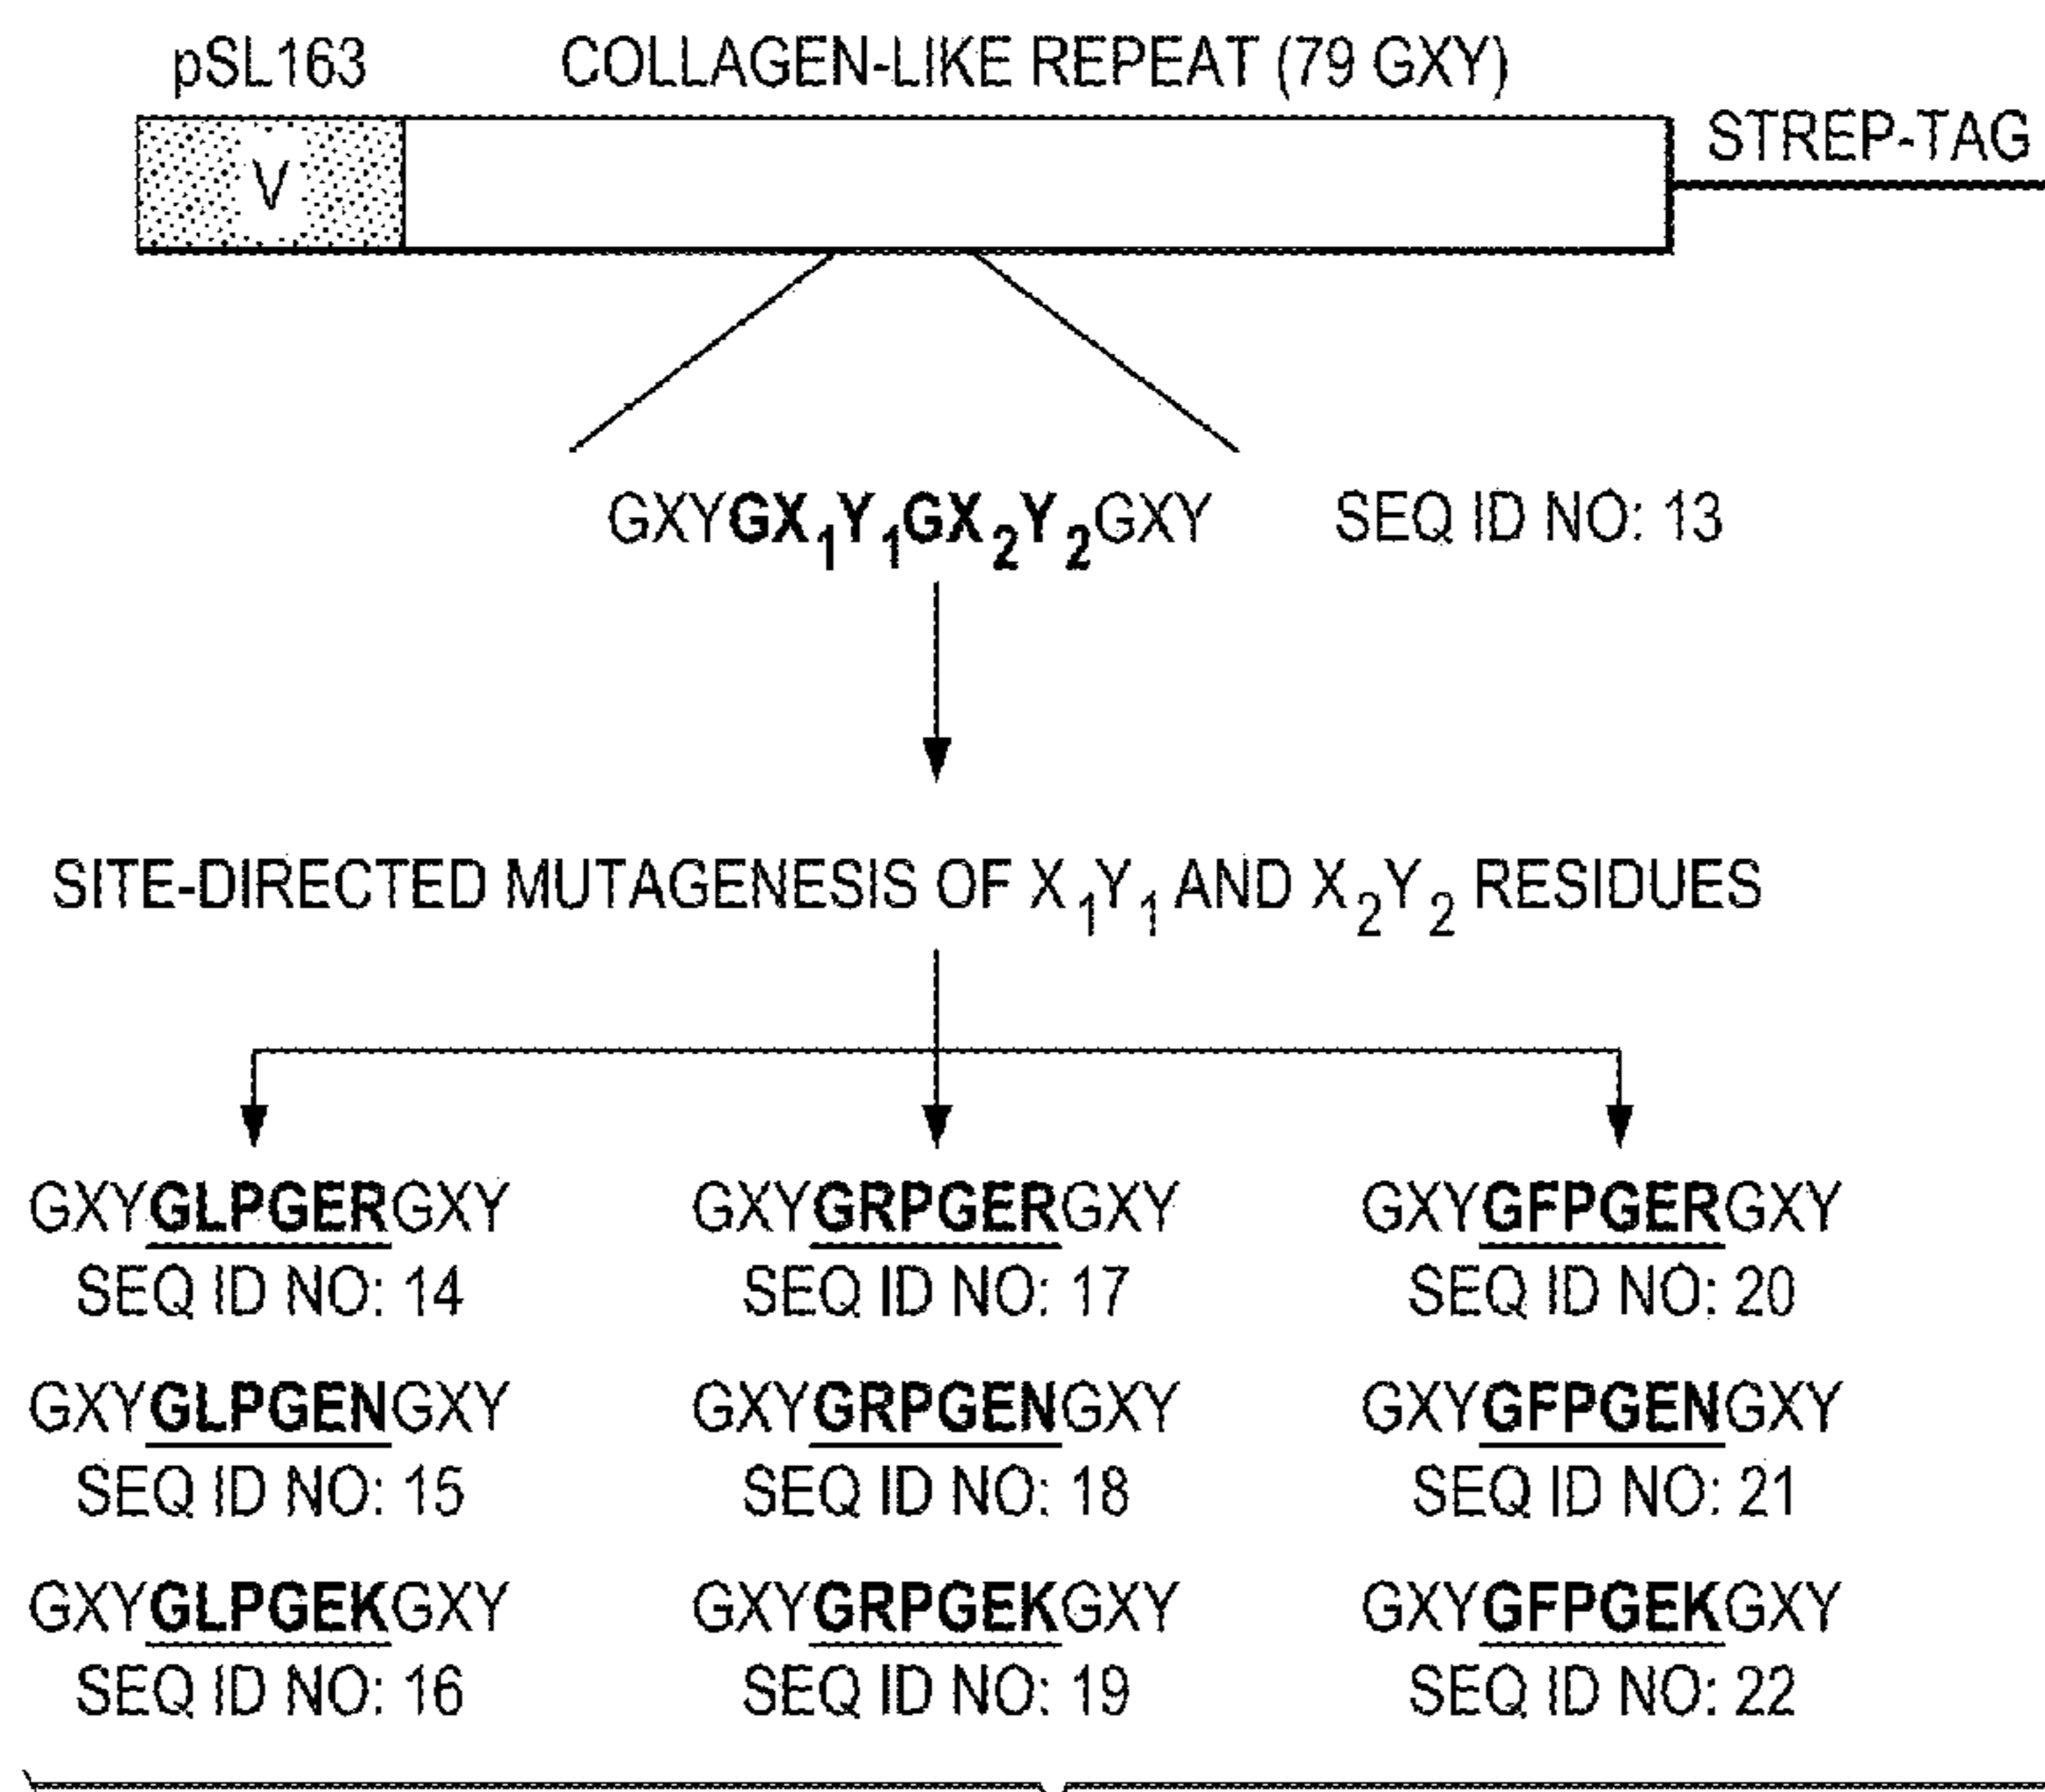 pSL163 COLLAGEN-LIKE REPEAT (79 GXY)
STREP-TAG
V
GXYGX1Y1GX2Y2GXY SEQ ID NO: 13
SITE-DIRECTED MUTAGENESIS OF X1Y1 AND X2Y2 RESIDUES
GXYGLPGERGXY GXYGRPGERGXY GXYGFPGERGXY
SEQ ID NO: 14 SEQ ID NO: 17 SEQ ID NO: 20
GXYGLPGENGXY GXYGRPGENGXY GXYGFPGENGXY
SEQ ID NO: 15 SEQ ID NO: 18 SEQ ID NO: 21
GXYGLPGEKGXY GXYGRPGEKGXY GXYGFPGEKGXY
SEQ ID NO: 16 SEQ ID NO: 19 SEQ ID NO: 22